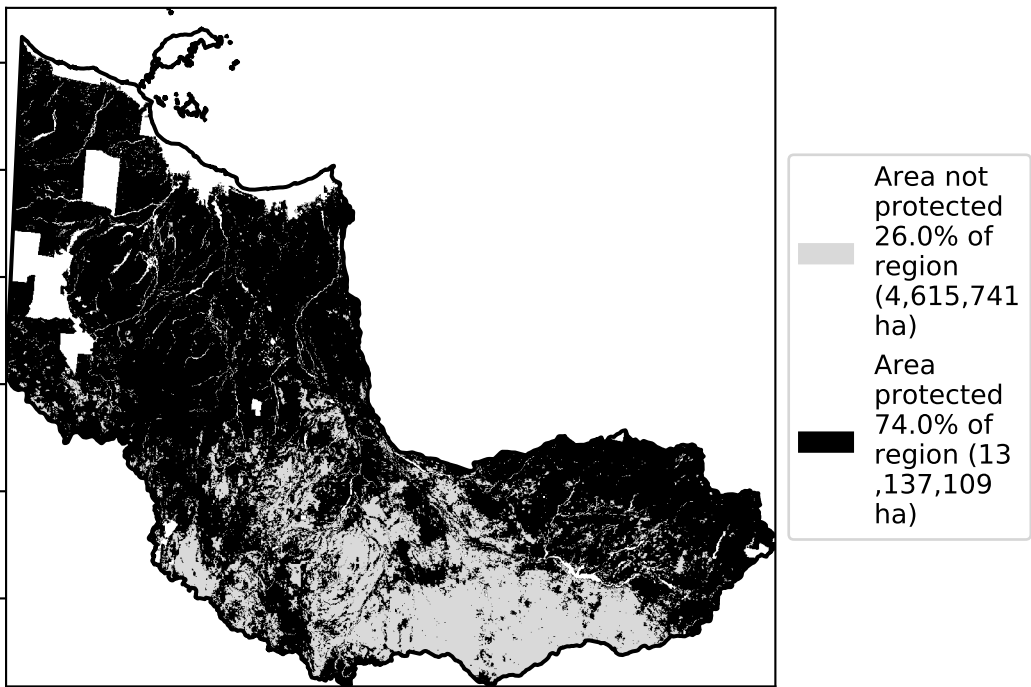 Area not
protected
26.0% of
region
(4,615,741
ha)
Area
protected
74.0% of
region (13
,137,109
ha)